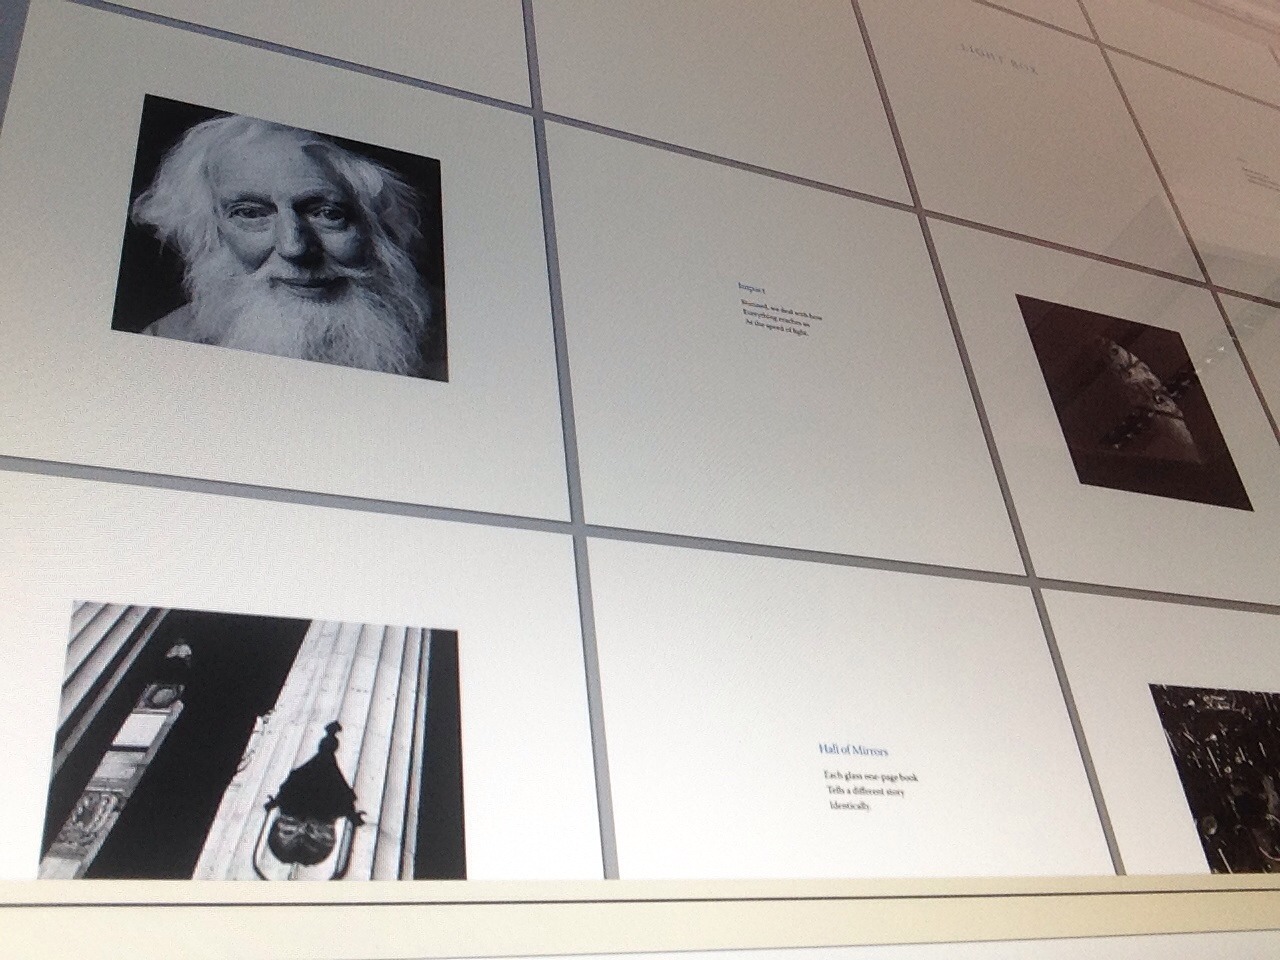 LIGHT BOX
Impact
Bruised, we deal with how
Everything reaches us
At the speed of light.
Hall of Mirrors
Each glass one-page book
Tells a different story
Identically.